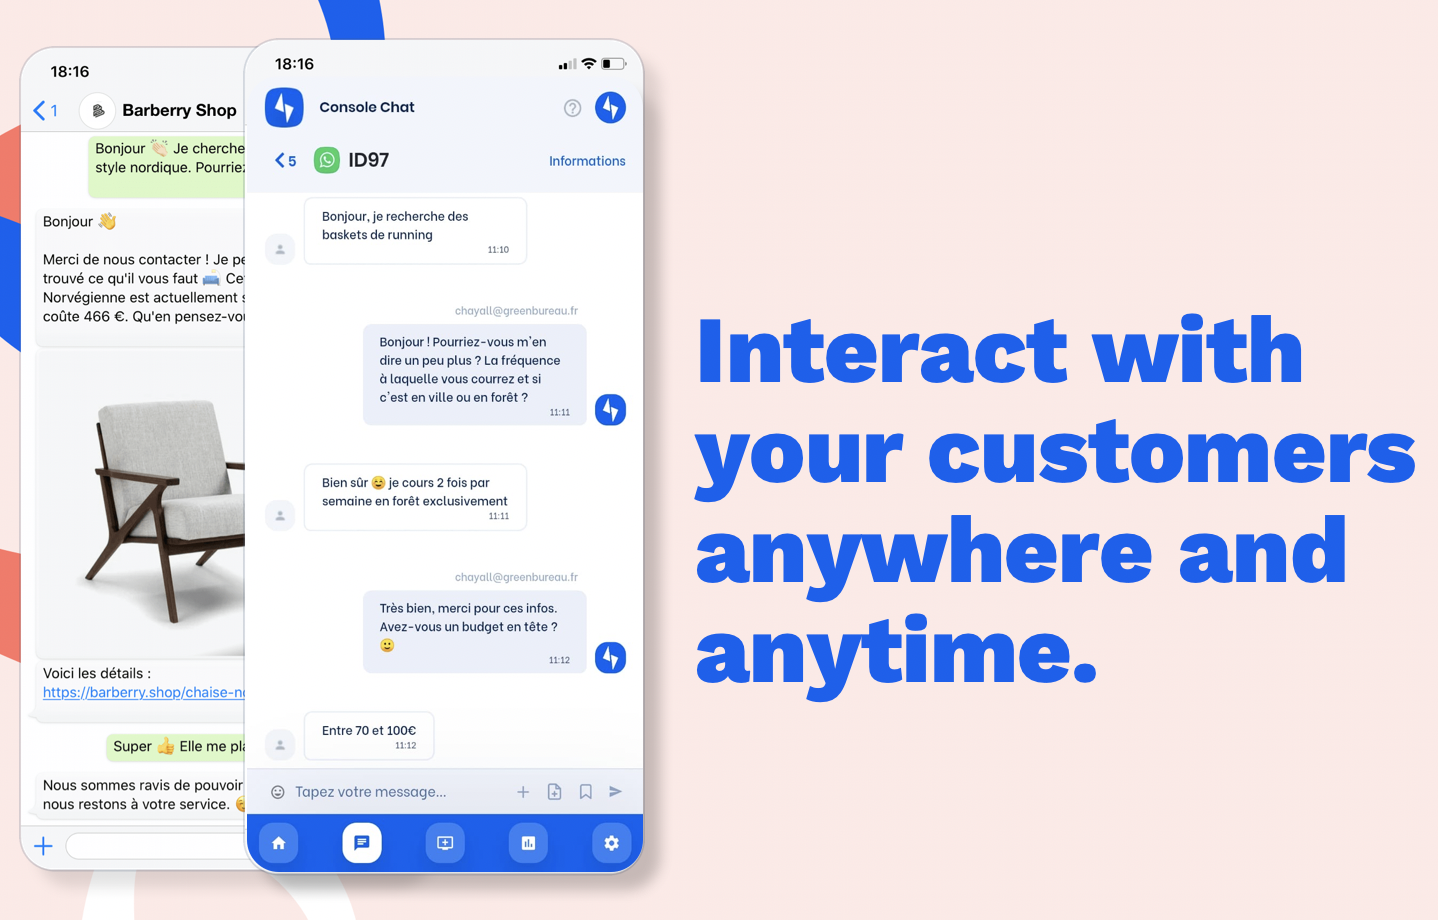 18:16
1
Barberry Shop
Bonjour 👏🏻 Je cherche
style nordique. Pourriez
Bonjour 👋
Merci de nous contacter ! Je pe
trouvé ce qu'il vous faut 🛋️ Ce
Norvégienne est actuellement s
coûte 466 €. Qu'en pensez-vou
Voici les détails :
https://barberry.shop/chaise-no
Super 👍 Elle me pla
Nous sommes ravis de pouvoir
nous restons à votre service.
18:16
Console Chat
5
ID97
Informations
Bonjour, je recherche des
baskets de running
11:10
chayall@greenbureau.fr
Bonjour ! Pourriez-vous m'en
dire un peu plus ? La fréquence
à laquelle vous courrez et si
c'est en ville ou en forêt ?
11:11
Bien sûr 😉 je cours 2 fois par
semaine en forêt exclusivement
11:11
chayall@greenbureau.fr
Très bien, merci pour ces infos.
Avez-vous un budget en tête ?
🙂
11:12
Entre 70 et 100€
11:12
Tapez votre message...
Interact with
your customers
anywhere and
anytime.